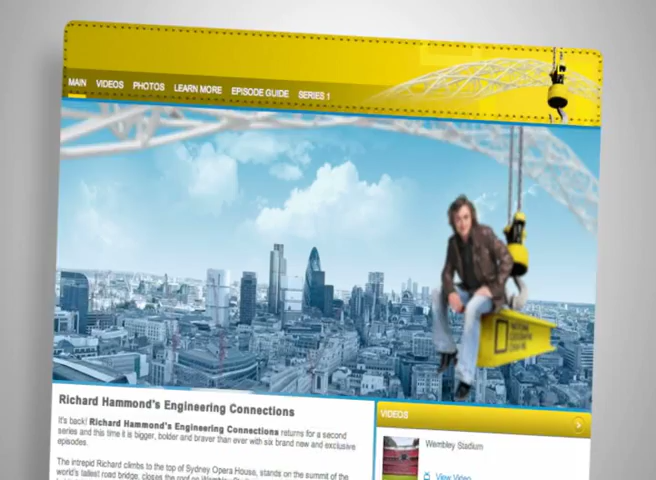 MAIN VIDEOS PHOTOS LEARN MORE EPISODE GUIDE SERIES 1
NATIONAL
GEOGRAPHIC
Richard Hammond's Engineering Connections
VIDEOS
It's back! Richard Hammond's Engineering Connections returns for a second
series and this time it is bigger, bolder and braver than ever with six brand new and exclusive
episodes.
Wembley Stadium
View Video
The intrepid Richard climbs to the top of Sydney Opera House, stands on the summit of the
world's tallest road bridge, closes the roof on